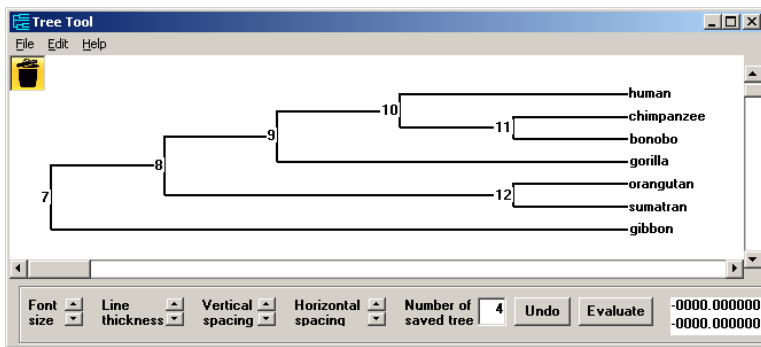 Tree Tool
File Edit Help
human
10
chimpanzee
11
9
bonobo
8
gorilla
orangutan
7
12
sumatran
gibbon
Font size
Line thickness
Vertical spacing
Horizontal spacing
Number of saved tree
4
Undo
Evaluate
-0000.000000
-0000.000000